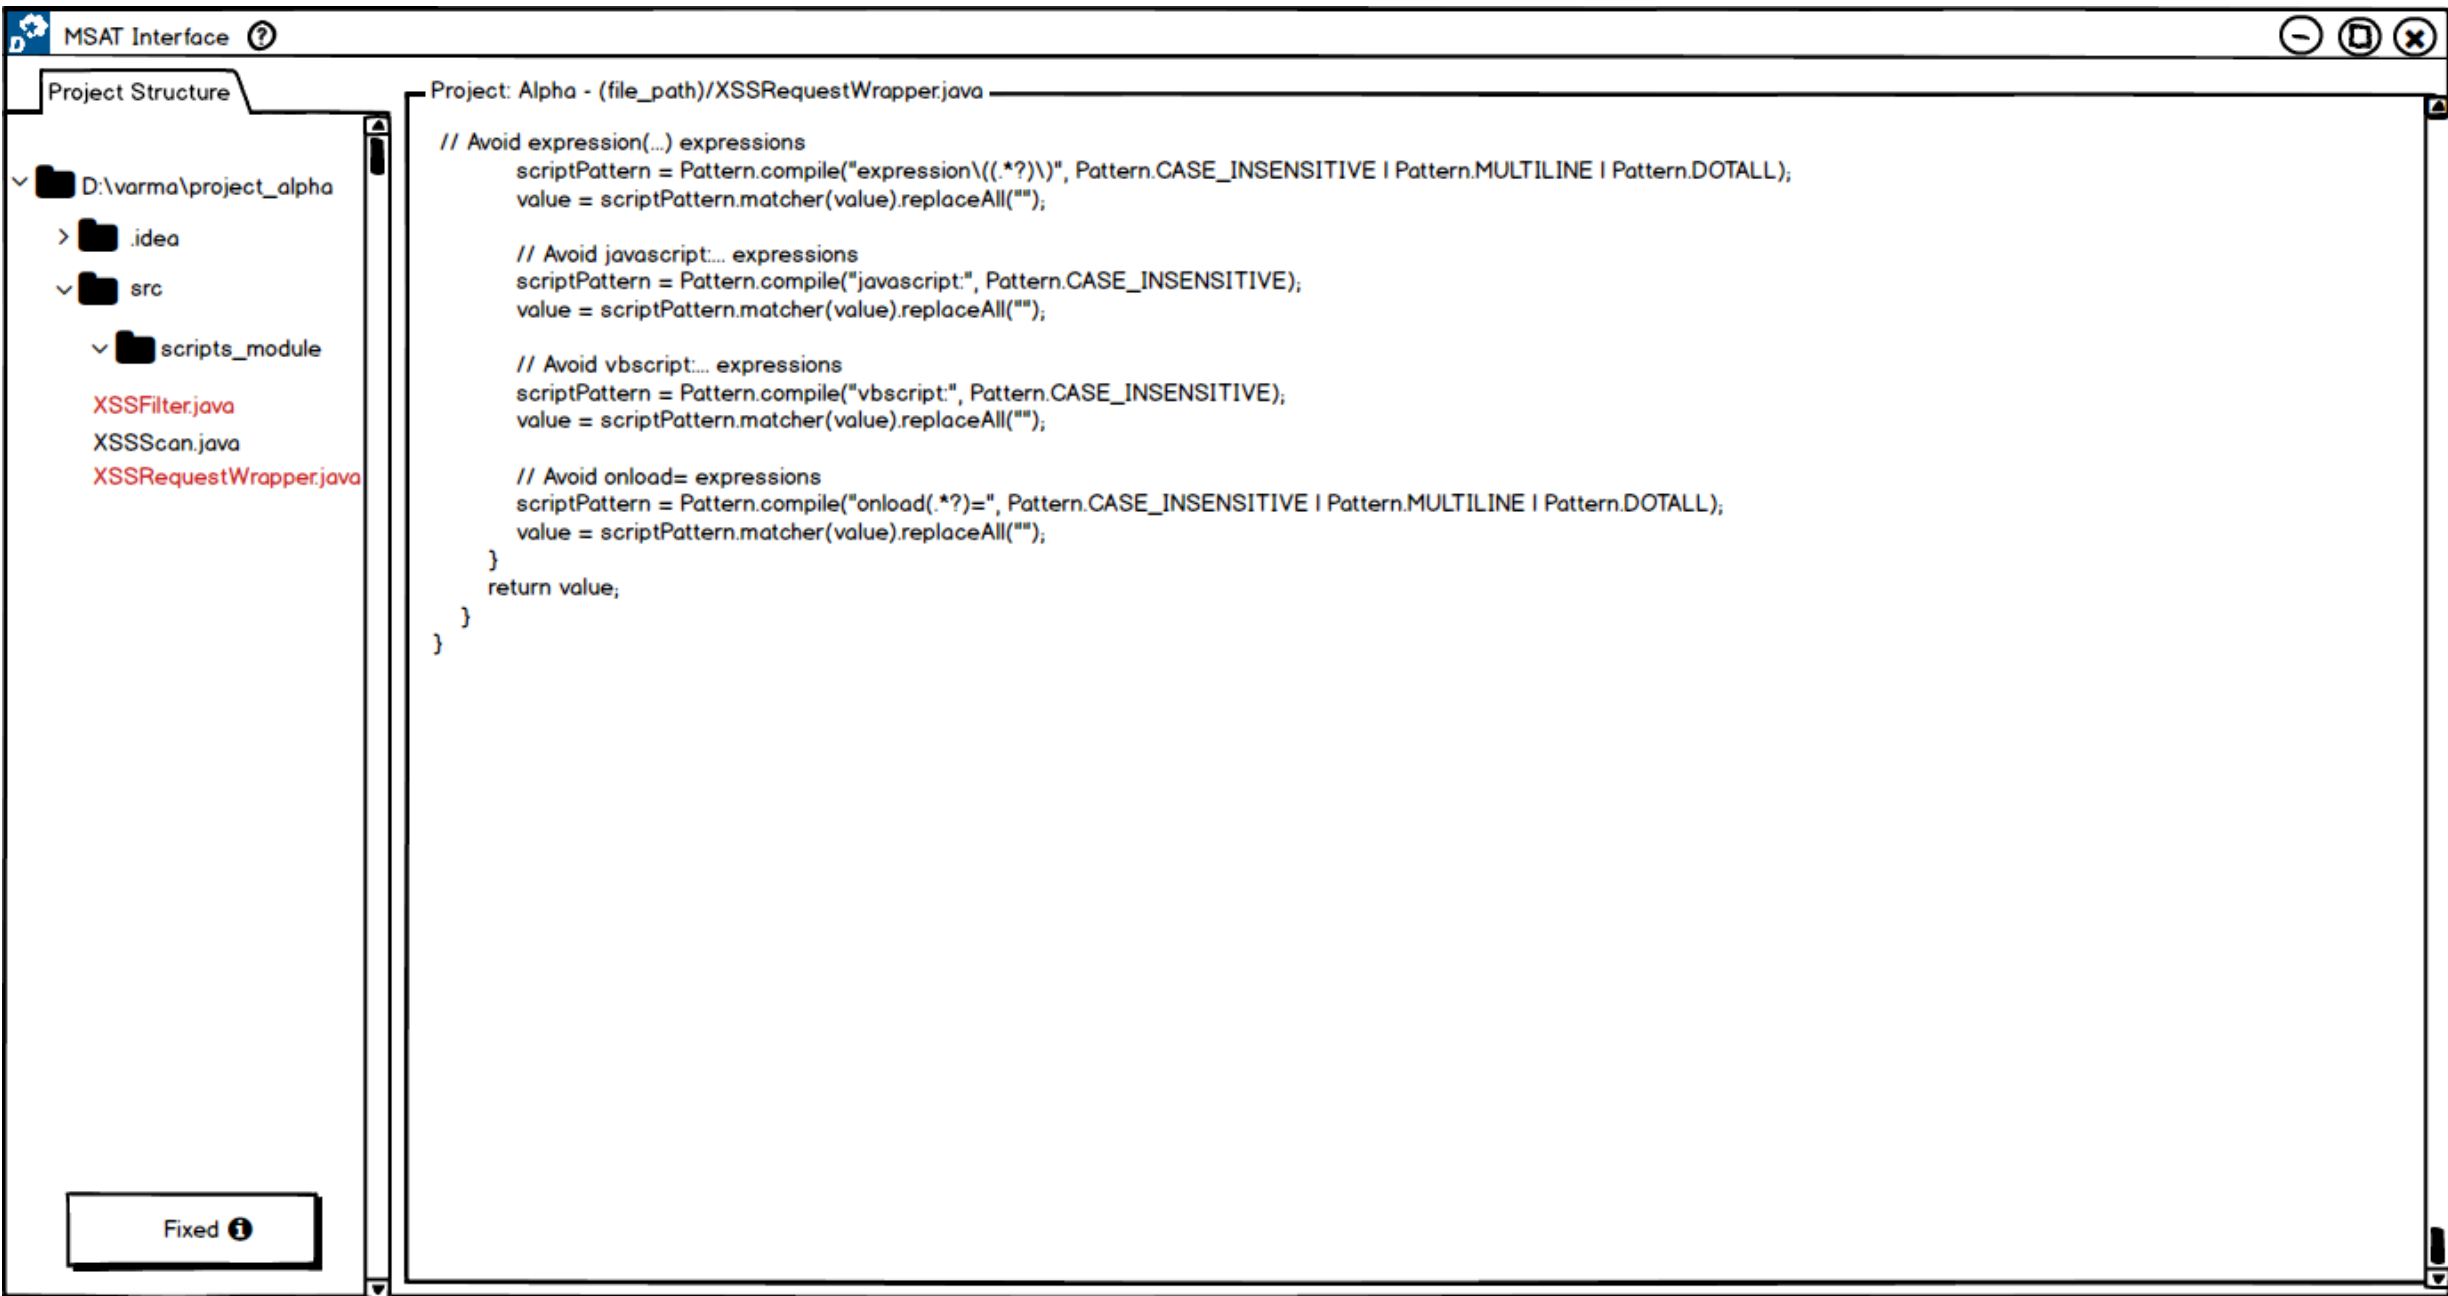 MSAT Interface ?
Project Structure
D:\varma\project_alpha
.idea
src
scripts_module
XSSFilter.java
XSSScan.java
XSSRequestWrapper.java
Fixed
Project: Alpha - (file_path)/XSSRequestWrapper.java
// Avoid expression(...) expressions
scriptPattern = Pattern.compile("expression\((.*?)\)", Pattern.CASE_INSENSITIVE | Pattern.MULTILINE | Pattern.DOTALL);
value = scriptPattern.matcher(value).replaceAll("");
// Avoid javascript:... expressions
scriptPattern = Pattern.compile("javascript:", Pattern.CASE_INSENSITIVE);
value = scriptPattern.matcher(value).replaceAll("");
// Avoid vbscript:... expressions
scriptPattern = Pattern.compile("vbscript:", Pattern.CASE_INSENSITIVE);
value = scriptPattern.matcher(value).replaceAll("");
// Avoid onload= expressions
scriptPattern = Pattern.compile("onload(.*?)=", Pattern.CASE_INSENSITIVE | Pattern.MULTILINE | Pattern.DOTALL);
value = scriptPattern.matcher(value).replaceAll("");
}
return value;
}
}